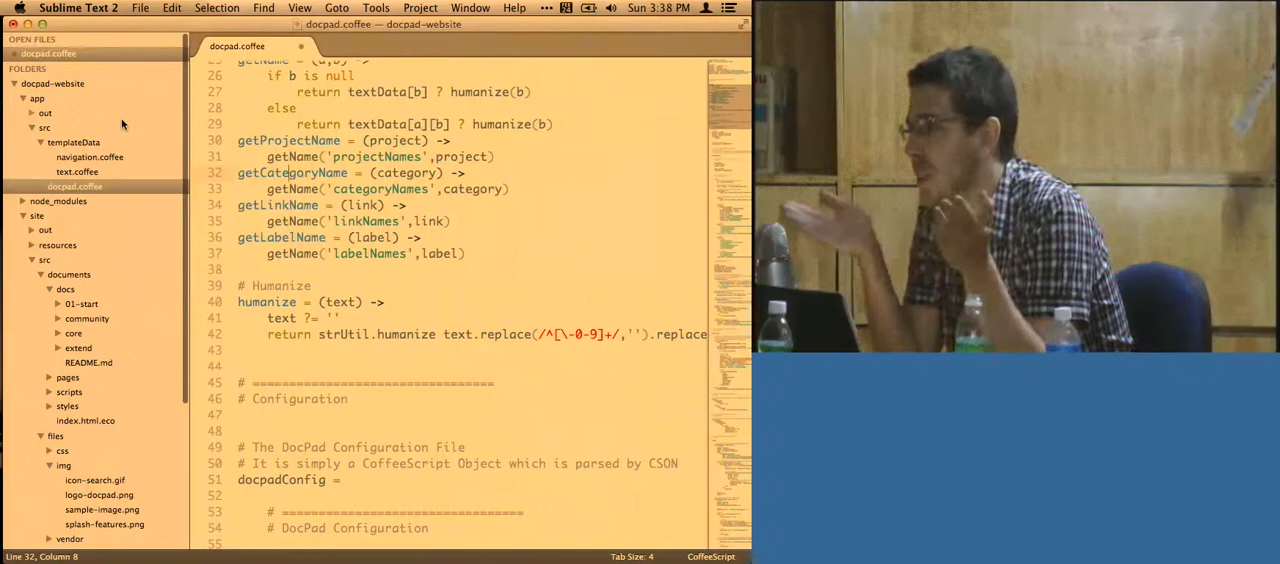 Sublime Text 2 File Edit View Goto Tools Project Window Help ••• Sun 3:38 PM
docpad.coffee — docpad-website
OPEN FILES
docpad.coffee
FOLDERS
docpad-website
app
out
src
templateData
navigation.coffee
text.coffee
docpad.coffee
node_modules
site
out
resources
src
documents
docs
01-start
community
core
extend
README.md
pages
scripts
styles
index.html.eco
files
css
img
icon-search.gif
logo-docpad.png
sample-image.png
splash-features.png
vendor
docpad.coffee
25 getName = (a,b) ->
26 if b is null
27 return textData[b] ? humanize(b)
28 else
29 return textData[a][b] ? humanize(b)
30 getProjectName = (project) ->
31 getName('projectNames',project)
32 getCategoryName = (category) ->
33 getName('categoryNames',category)
34 getLinkName = (link) ->
35 getName('linkNames',link)
36 getLabelName = (label) ->
37 getName('labelNames',label)
38
39 # Humanize
40 humanize = (text) ->
41 text ?= ''
42 return strUtil.humanize text.replace(/^[\-0-9]+/,'').replace
43
44
45 # =================================
46 # Configuration
47
48
49 # The DocPad Configuration File
50 # It is simply a CoffeeScript Object which is parsed by CSON
51 docpadConfig =
52
53 # =================================
54 # DocPad Configuration
55
Line 32, Column 8 Tab Size: 4 CoffeeScript